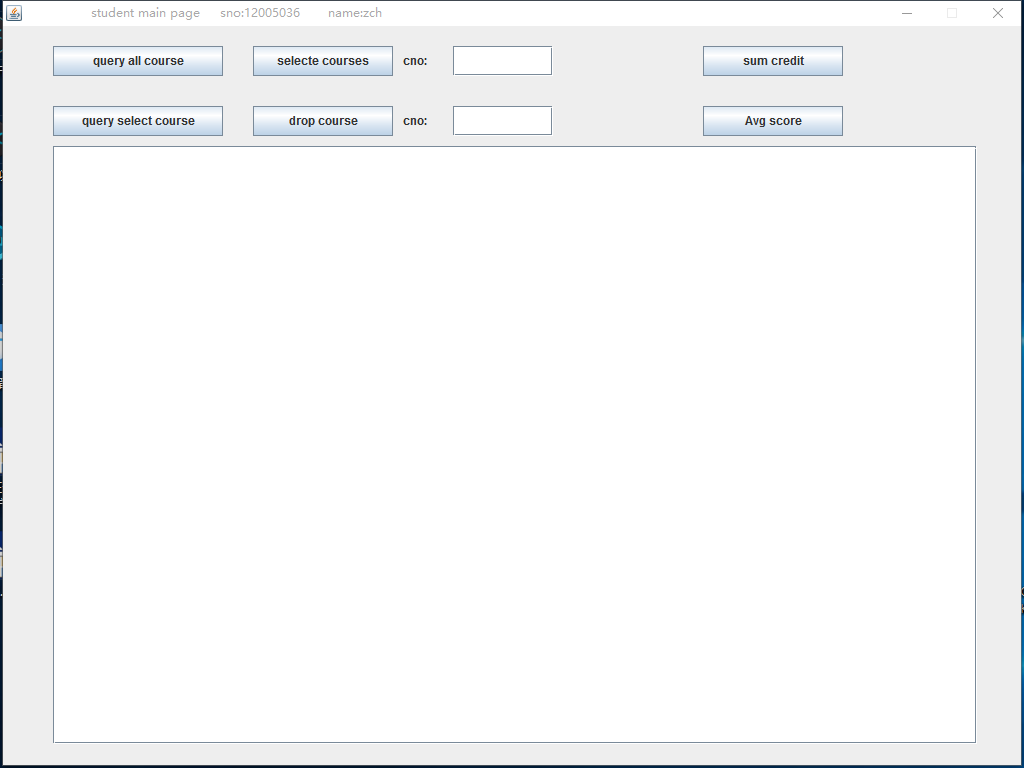 student main page sno:12005036 name:zch
query all course selecte courses cno: sum credit
query select course drop course cno: Avg score